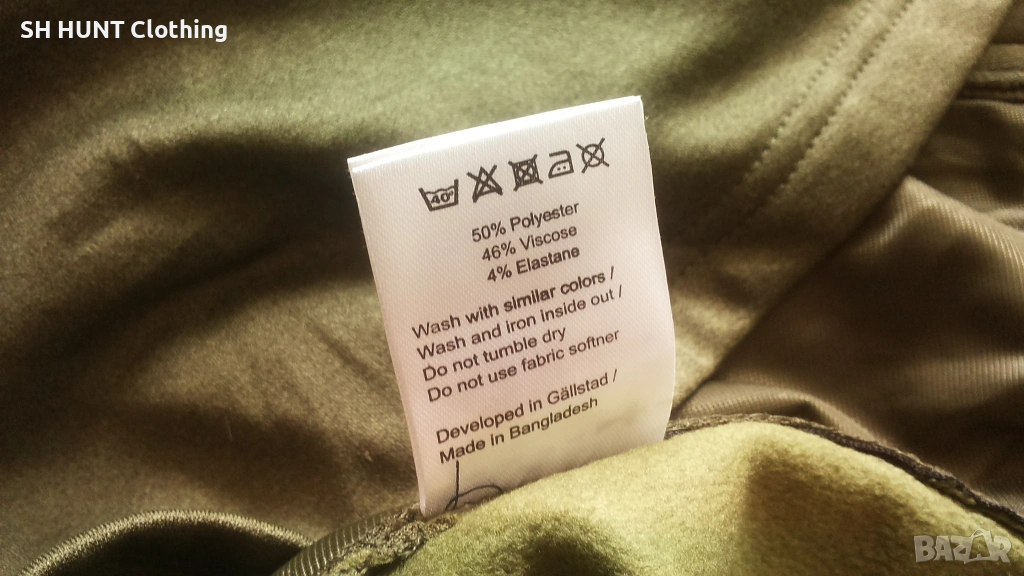 SH HUNT Clothing
40°
50% Polyester
46% Viscose
4% Elastane
Wash with similar colors /
Wash and iron inside out /
Do not tumble dry
Do not use fabric softner
Developed in Gällstad /
Made in Bangladesh
BAZAR